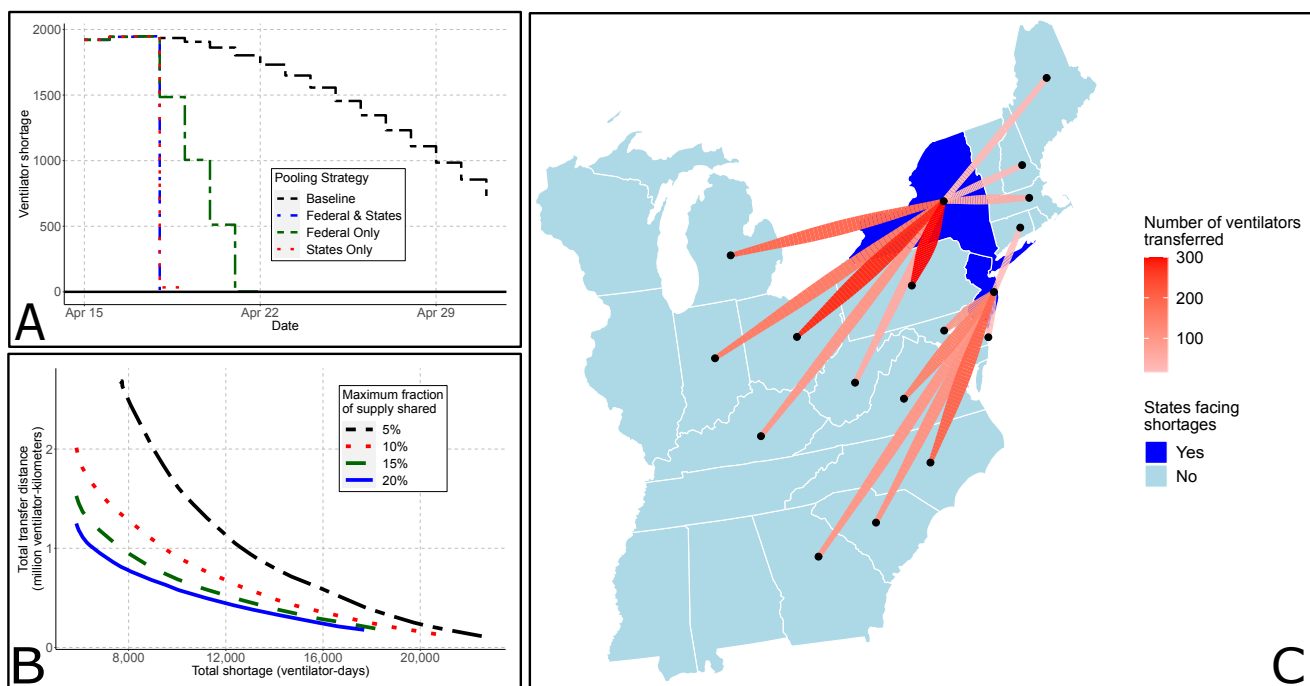 2000
1500
1000
500
0
Ventilator shortage
Pooling Strategy
Baseline
Federal & States
Federal Only
States Only
Apr 15
Apr 22
Apr 29
Date
A
Total transfer distance
(million ventilator-kilometers)
2
1
0
Maximum fraction
of supply shared
5%
10%
15%
20%
8,000
12,000
16,000
20,000
Total shortage (ventilator-days)
B
Number of ventilators
transferred
300
200
100
States facing
shortages
Yes
No
C